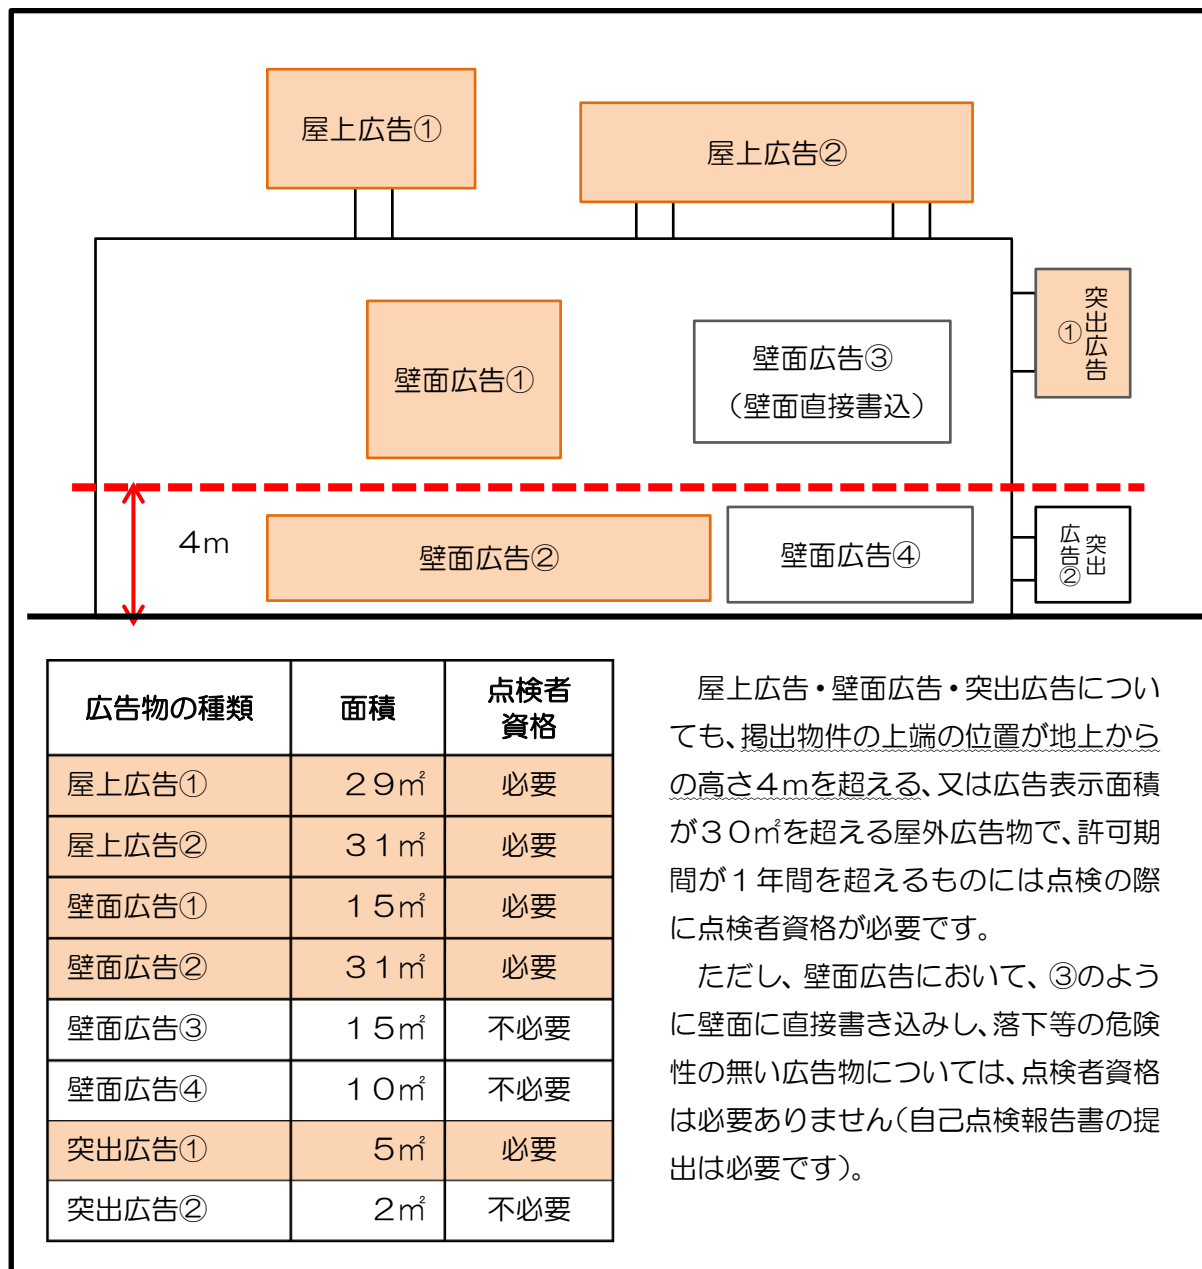 屋上広告①
屋上広告②
突出広告
①
壁面広告①
壁面広告③
（壁面直接書込）
4m
壁面広告②
壁面広告④
突出
広告②
広告物の種類 面積 点検者
資格
屋上広告① 29㎡ 必要
屋上広告② 31㎡ 必要
壁面広告① 15㎡ 必要
壁面広告② 31㎡ 必要
壁面広告③ 15㎡ 不必要
壁面広告④ 10㎡ 不必要
突出広告① 5㎡ 必要
突出広告② 2㎡ 不必要
屋上広告・壁面広告・突出広告につい
ても、掲出物件の上端の位置が地上から
の高さ4mを超える、又は広告表示面積
が30㎡を超える屋外広告物で、許可期
間が1年間を超えるものには点検の際
に点検者資格が必要です。
ただし、壁面広告において、③のよう
に壁面に直接書き込みし、落下等の危険
性の無い広告物については、点検者資格
は必要ありません（自己点検報告書の提
出は必要です）。